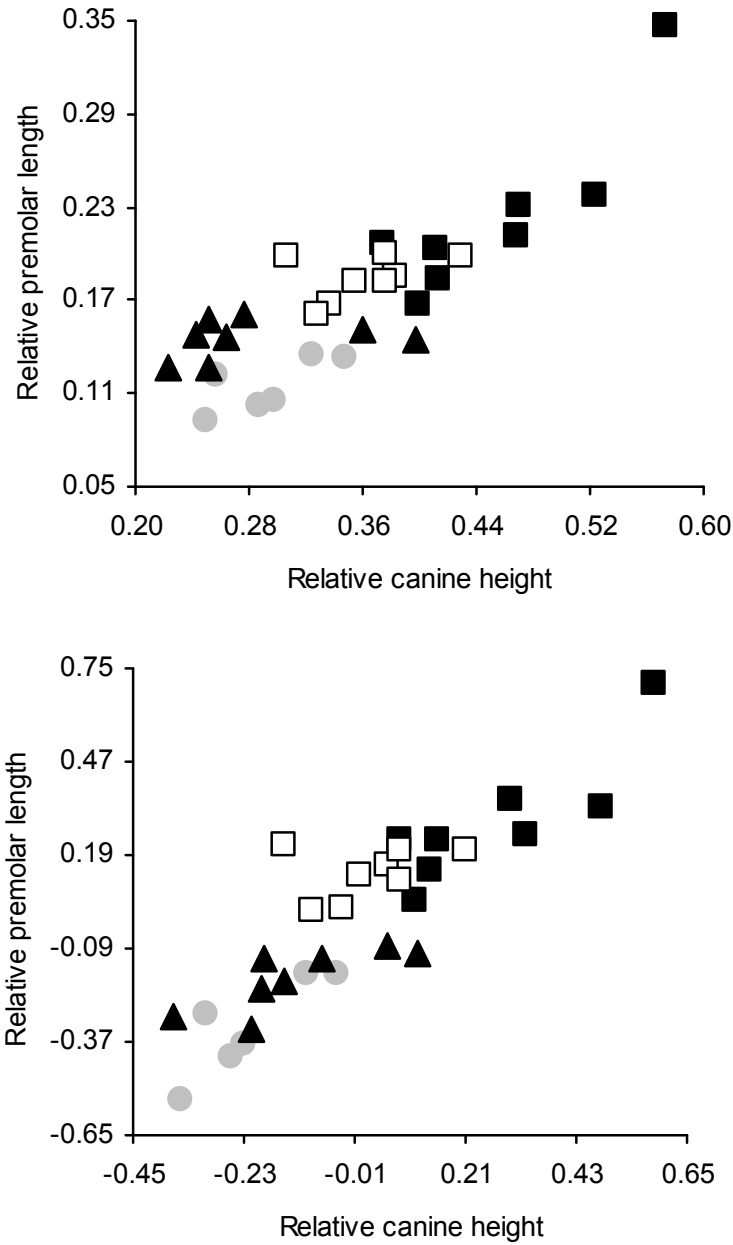 0.35
0.29
0.23
0.17
0.11
0.05
Relative premolar length
0.20 0.28 0.36 0.44 0.52 0.60
Relative canine height
0.75
0.47
0.19
-0.09
-0.37
-0.65
Relative premolar length
-0.45 -0.23 -0.01 0.21 0.43 0.65
Relative canine height